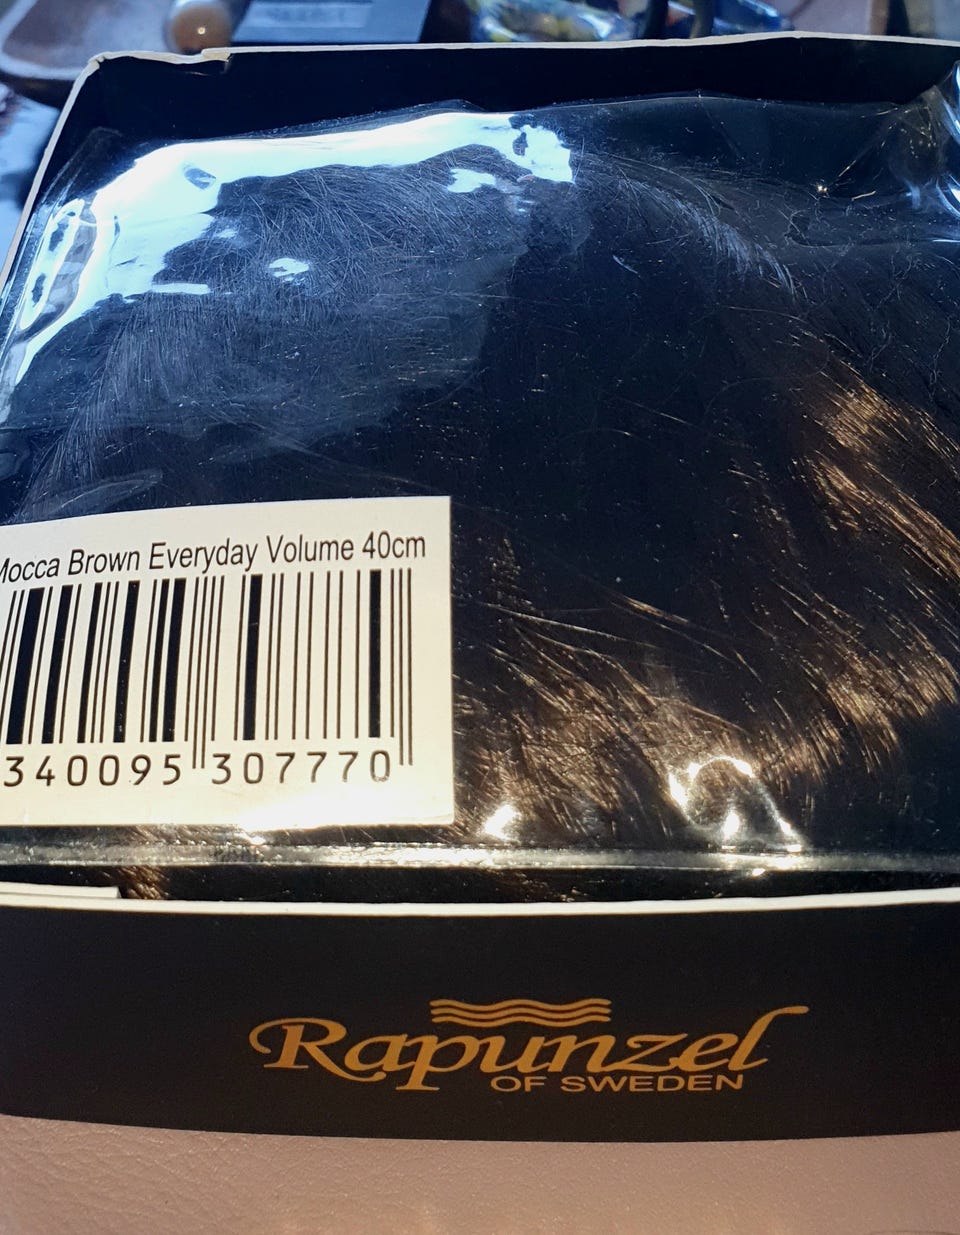 Mocca Brown Everyday Volume 40cm
340095 307770
Rapunzel
OF SWEDEN